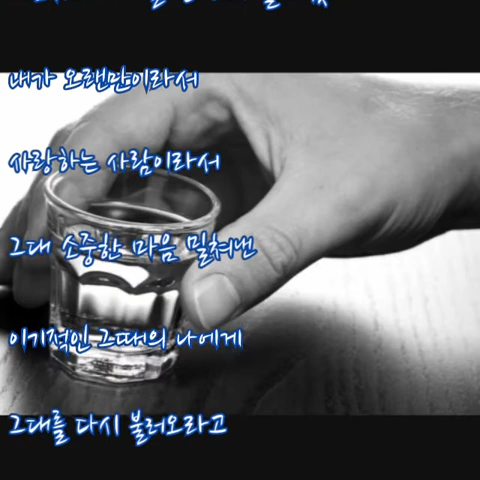 내가 오랜만이라서
사랑하는 사람이라서
그대 소중한 마음 밀쳐낸
이기적인 그때의 나에게
그대를 다시 불러오라고